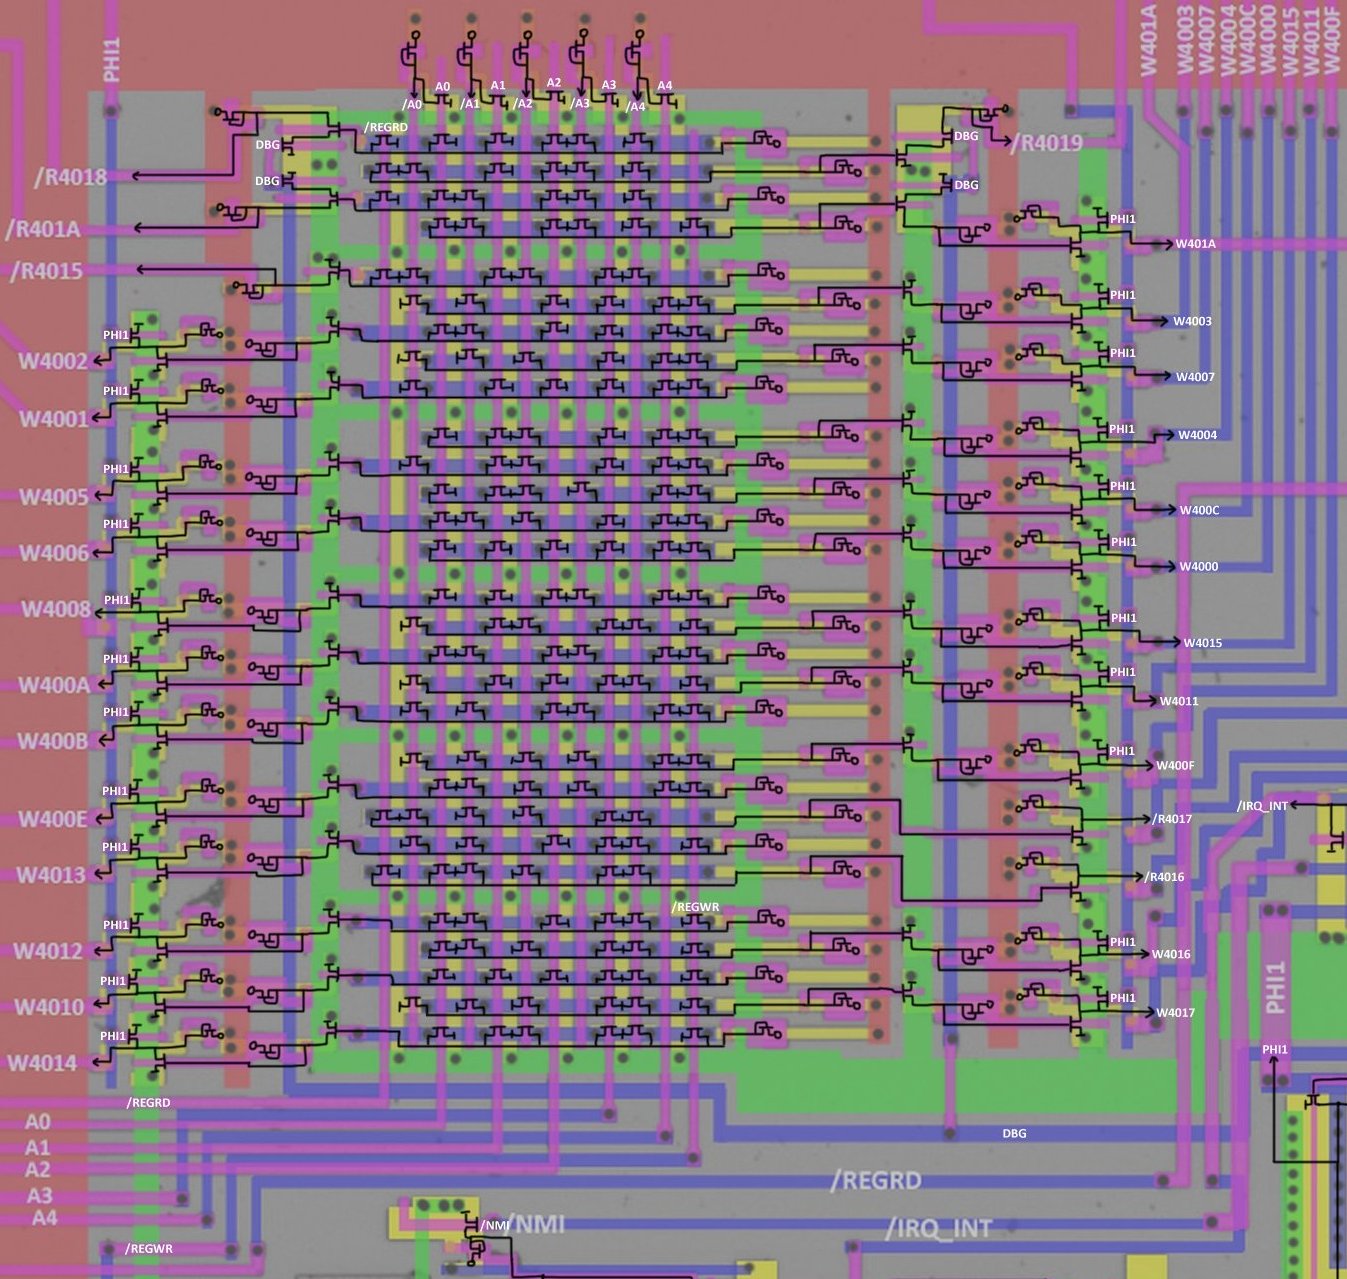 PHI1
W401A
W4003
W4007
W4004
W400C
W4000
W4015
W4011
W400F
A0
A1
A2
A3
A4
/A0
/A1
/A2
/A3
/A4
/REGRD
DBG
DBG
/R4019
/R4018
DBG
DBG
/R401A
PHI1
W401A
/R4015
PHI1
W4003
PHI1
W4002
PHI1
W4007
PHI1
W4001
PHI1
W4004
PHI1
W4005
PHI1
W400C
PHI1
W4006
PHI1
W4000
PHI1
W4008
PHI1
W4015
PHI1
W400A
PHI1
W4011
PHI1
W400B
PHI1
W400F
PHI1
W400E
/IRQ_INT
/R4017
PHI1
W4013
/R4016
/REGWR
PHI1
W4012
PHI1
W4016
PHI1
PHI1
W4010
PHI1
W4017
PHI1
W4014
PHI1
/REGRD
A0
DBG
A1
A2
/REGRD
A3
A4
/NMI
/NMI
/IRQ_INT
/REGWR